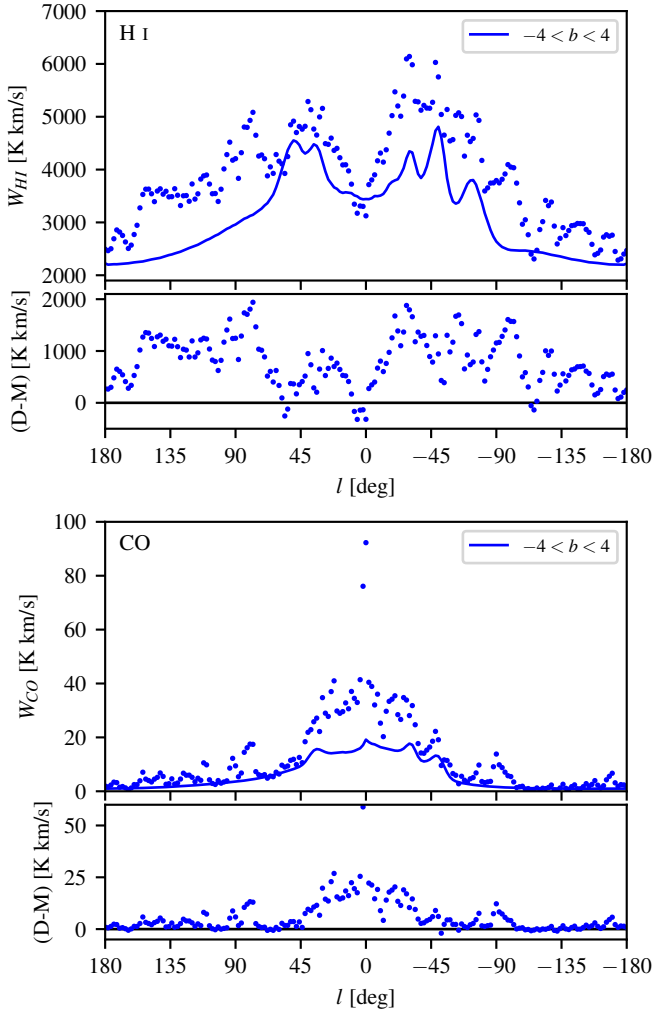 H I
−4 < b < 4
7000
6000
5000
4000
3000
2000
W_HI [K km/s]
2000
1000
0
(D-M) [K km/s]
180 135 90 45 0 −45 −90 −135 −180
l [deg]
CO
−4 < b < 4
100
80
60
40
20
0
W_CO [K km/s]
50
25
0
(D-M) [K km/s]
180 135 90 45 0 −45 −90 −135 −180
l [deg]